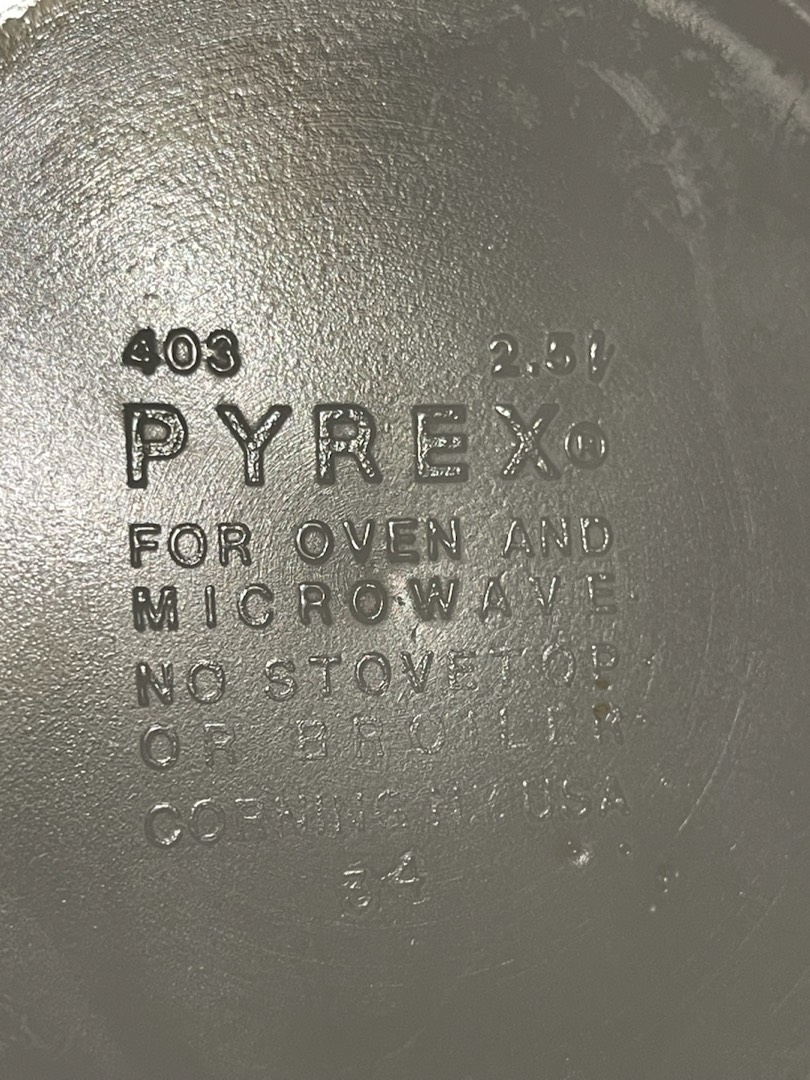 403 2.5l
PYREX®
FOR OVEN AND
MICROWAVE
NO STOVETOP
OR BROILER
CORNING N.Y. USA
34